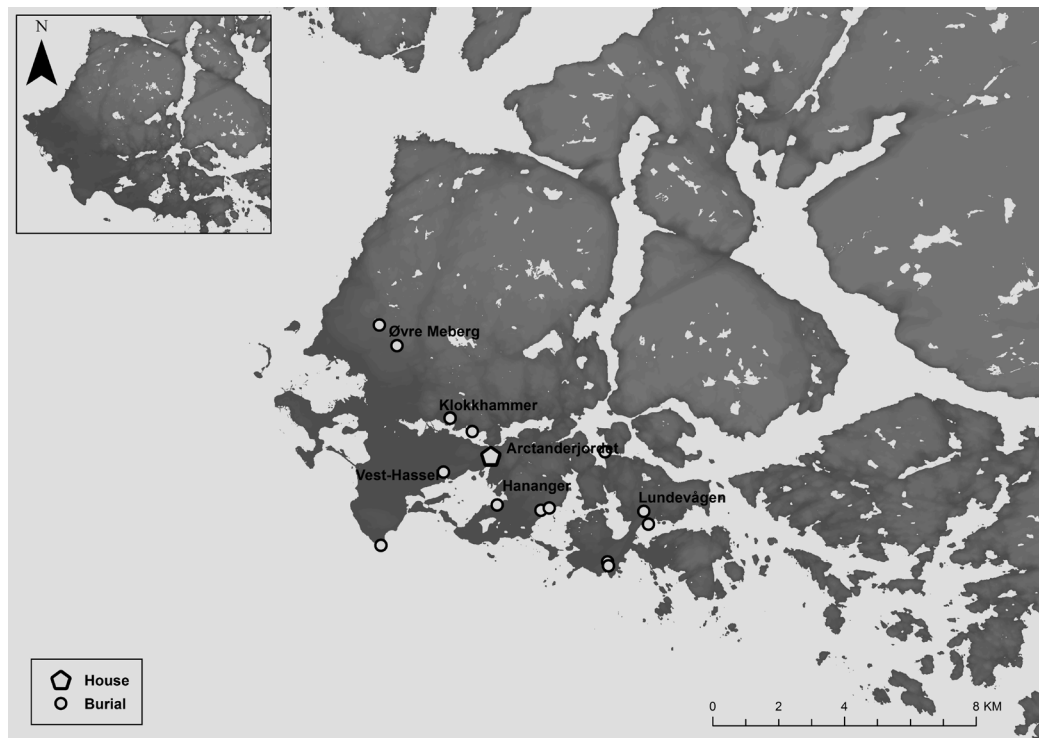 N
Øvre Meberg
Klokkhammer
Arctanderjordet
Vest-Hassel
Hananger
Lundevågen
House
Burial
0 2 4 6 8 KM